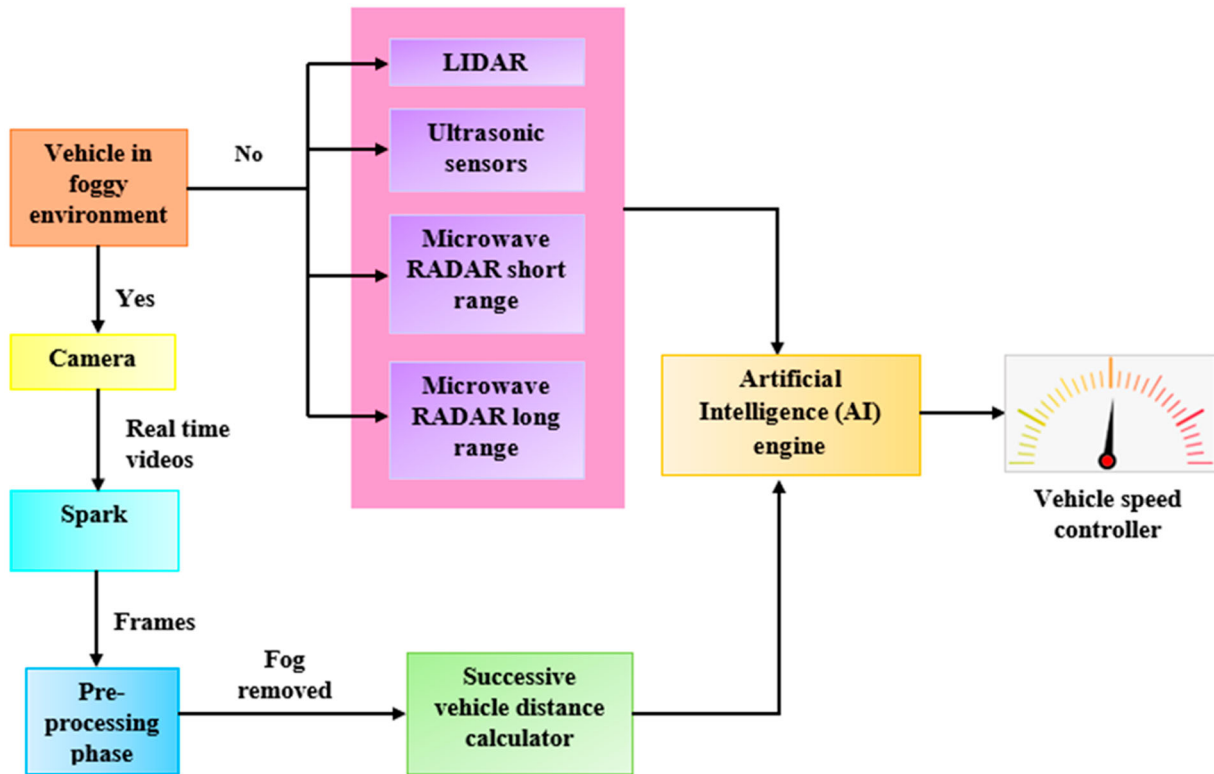 LIDAR
Ultrasonic
sensors
Vehicle in
foggy
environment
No
Microwave
RADAR short
range
Yes
Camera
Microwave
RADAR long
range
Artificial
Intelligence (AI)
engine
Real time
videos
Vehicle speed
controller
Spark
Frames
Fog
removed
Pre-
processing
phase
Successive
vehicle distance
calculator